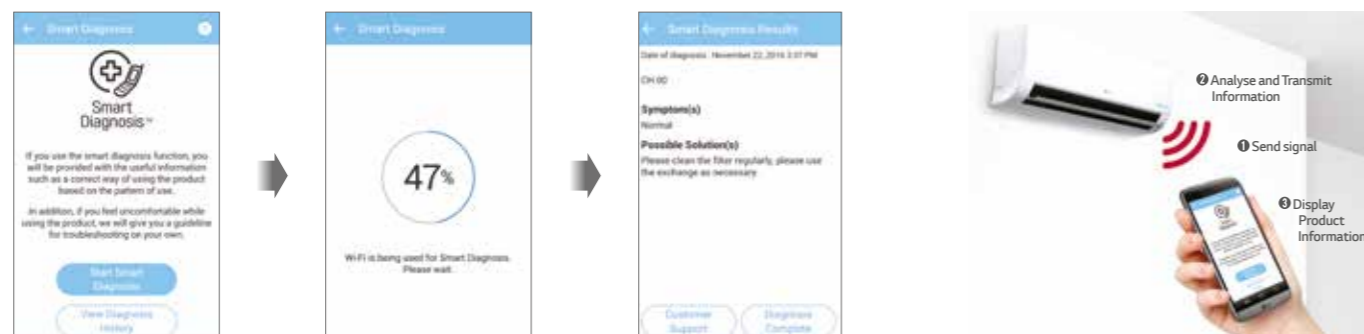 Smart Diagnosis
Smart
Diagnosis™
If you use the smart diagnosis function, you
will be provided with the useful information
such as a correct way of using the product
based on the pattern of use.
In addition, if you feel uncomfortable while
using the product, we will give you a guideline
for troubleshooting on your own.
Start Smart
Diagnosis
View Diagnosis
History
Smart Diagnosis
47%
Wi-Fi is being used for Smart Diagnosis.
Please wait.
Smart Diagnosis Results
Date of diagnosis : November 22, 2016 3:37 PM
CH 00
Symptom(s)
Normal
Possible Solution(s)
Please clean the filter regularly, please use
the exchange as necessary.
Customer
Support
Diagnosis
Complete
❷ Analyse and Transmit
Information
❶ Send signal
❸ Display
Product
Information